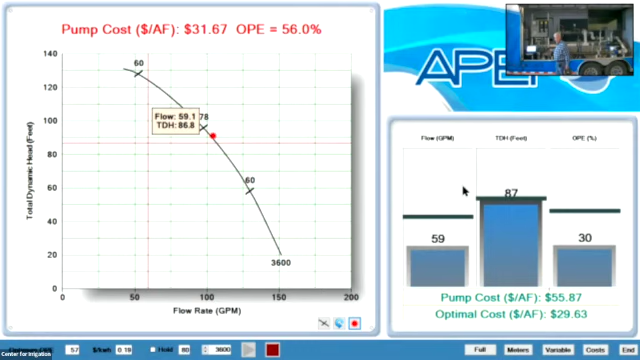 Pump Cost ($/AF): $31.67 OPE = 56.0%
Total Dynamic Head (Feet)
140
120
100
80
60
40
20
0
60
78
Flow: 59.1
TDH: 86.8
60
3600
0
50
100
150
200
Flow Rate (GPM)
Flow (GPM)
TDH (Feet)
OPE (%)
59
87
30
Pump Cost ($/AF): $55.87
Optimal Cost ($/AF): $29.63
Center for Irrigation
57
$/kwh
0.18
Hold
80
3600
Full
Meters
Variable
Costs
End